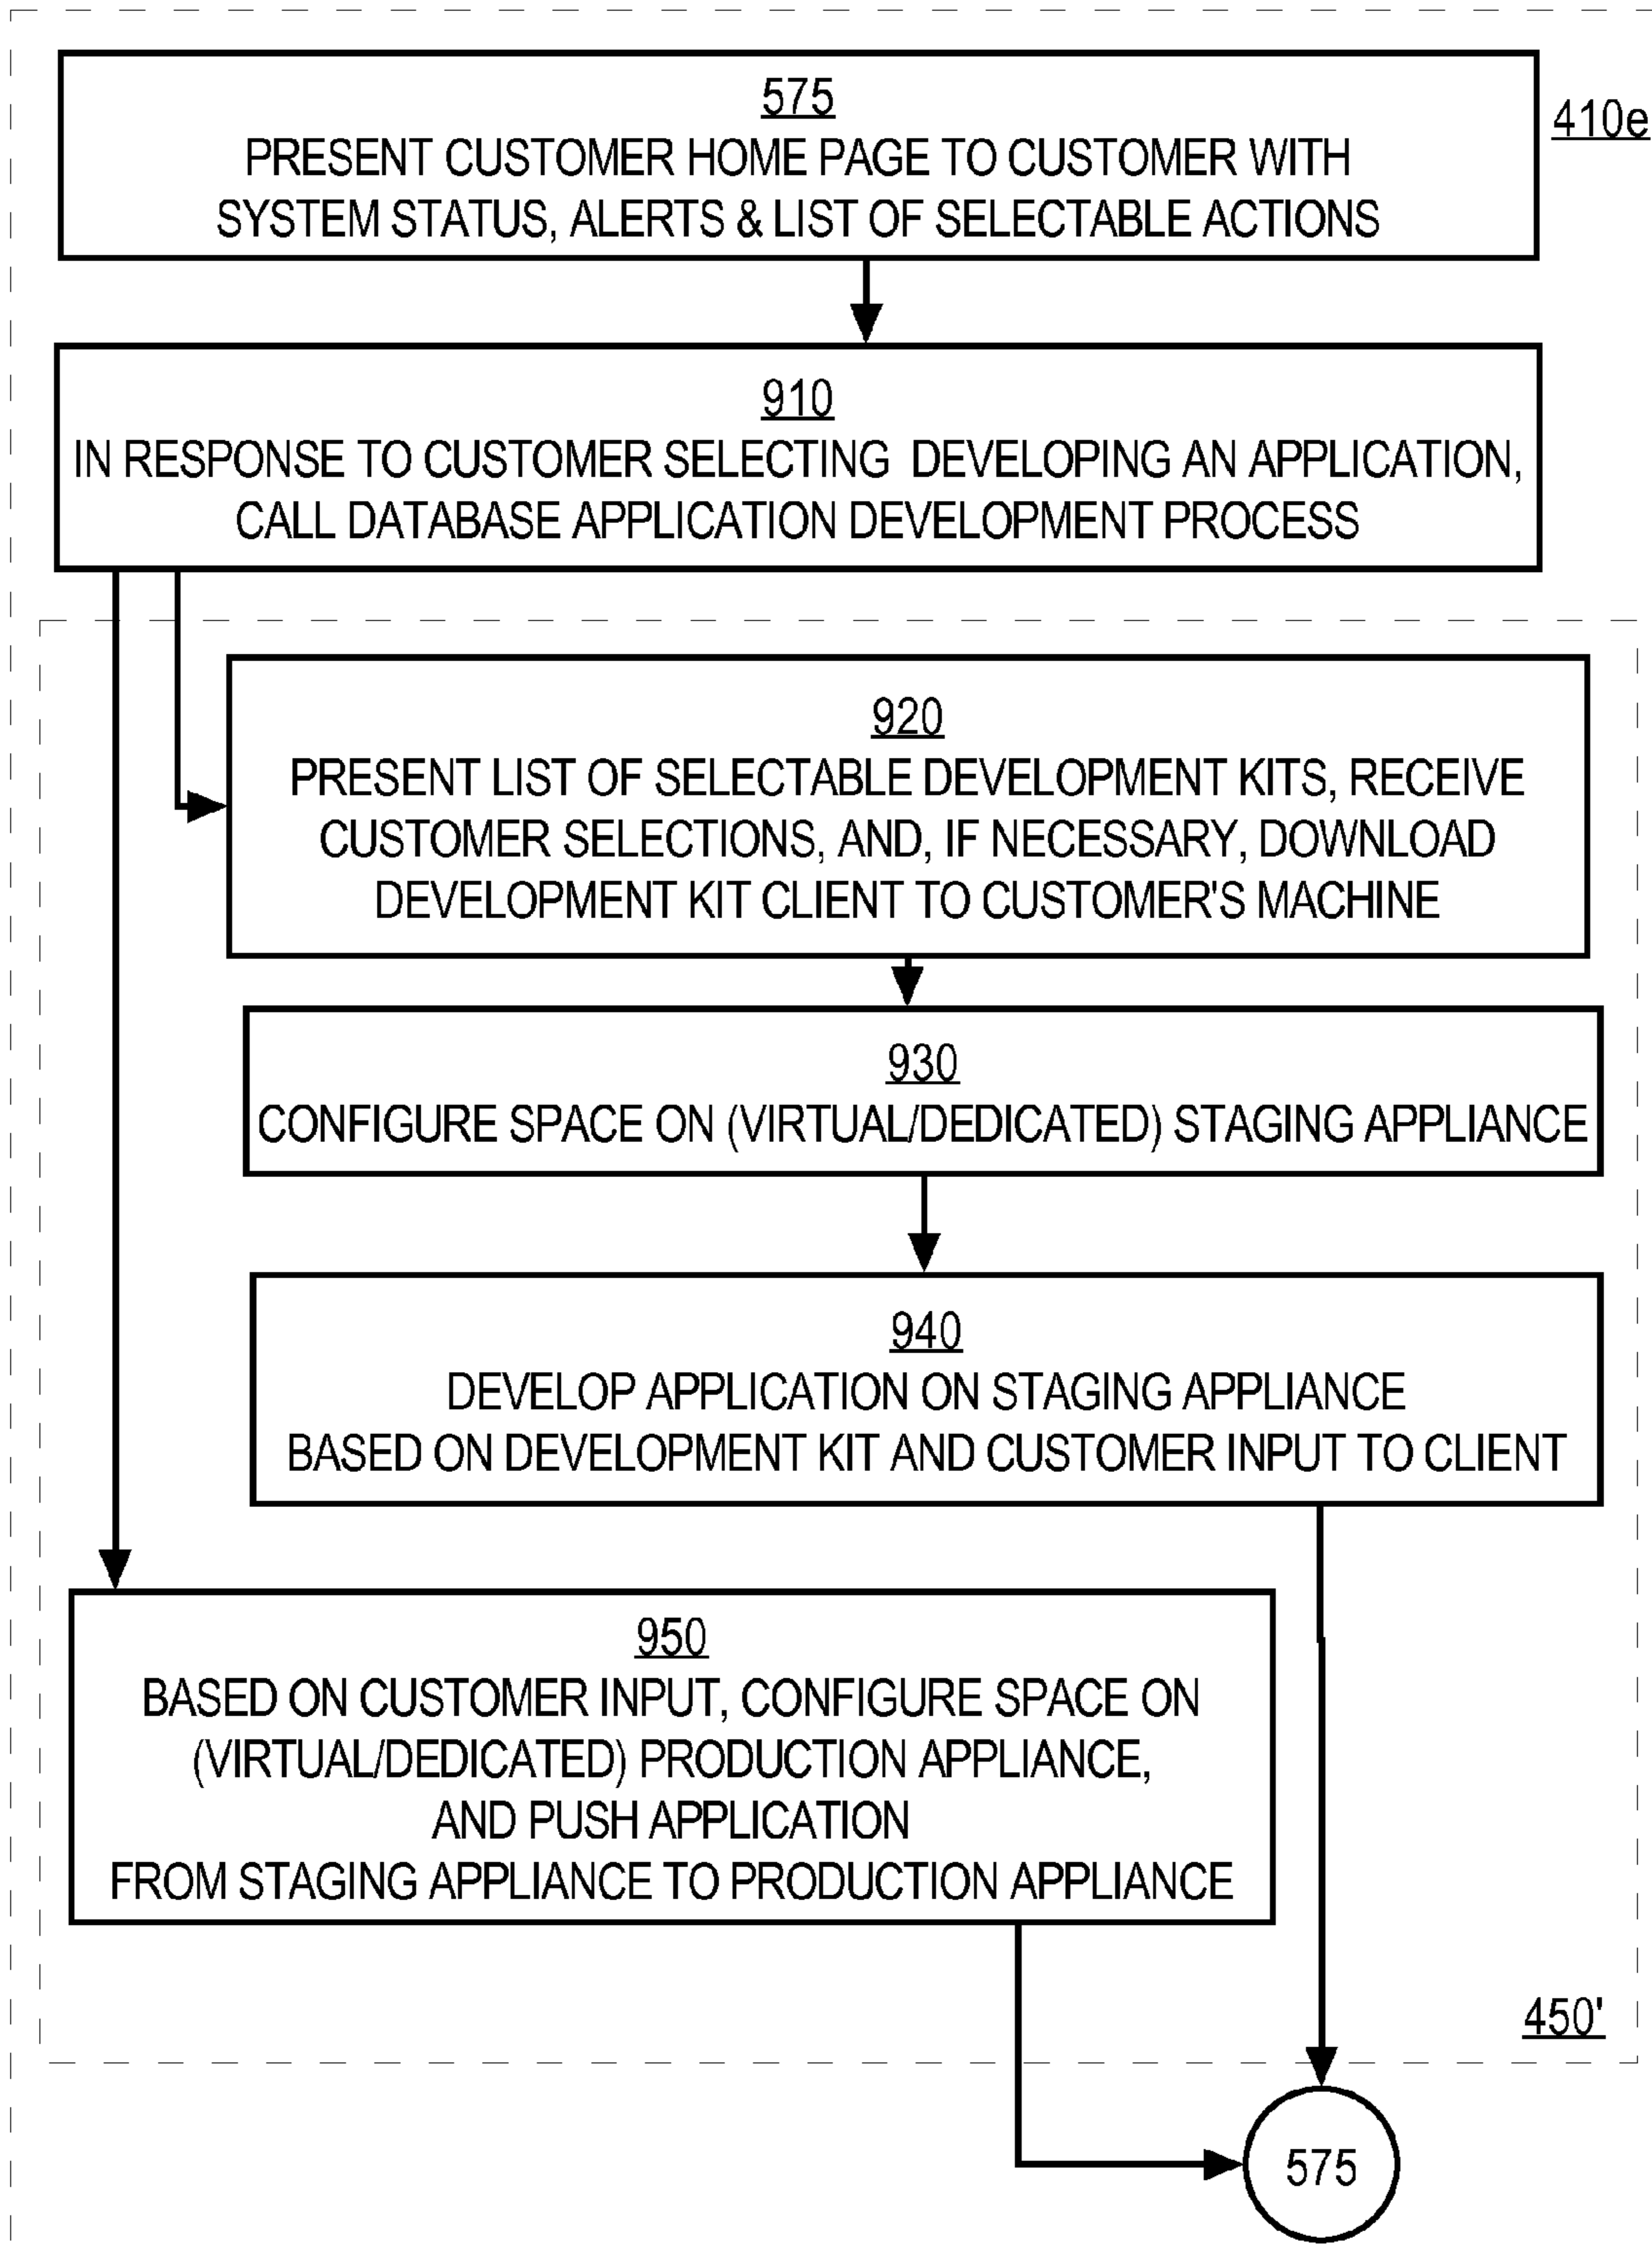 575
410e
PRESENT CUSTOMER HOME PAGE TO CUSTOMER WITH
SYSTEM STATUS, ALERTS & LIST OF SELECTABLE ACTIONS
910
IN RESPONSE TO CUSTOMER SELECTING DEVELOPING AN APPLICATION,
CALL DATABASE APPLICATION DEVELOPMENT PROCESS
920
PRESENT LIST OF SELECTABLE DEVELOPMENT KITS, RECEIVE
CUSTOMER SELECTIONS, AND, IF NECESSARY, DOWNLOAD
DEVELOPMENT KIT CLIENT TO CUSTOMER'S MACHINE
930
CONFIGURE SPACE ON (VIRTUAL/DEDICATED) STAGING APPLIANCE
940
DEVELOP APPLICATION ON STAGING APPLIANCE
BASED ON DEVELOPMENT KIT AND CUSTOMER INPUT TO CLIENT
950
BASED ON CUSTOMER INPUT, CONFIGURE SPACE ON
(VIRTUAL/DEDICATED) PRODUCTION APPLIANCE,
AND PUSH APPLICATION
FROM STAGING APPLIANCE TO PRODUCTION APPLIANCE
450'
575